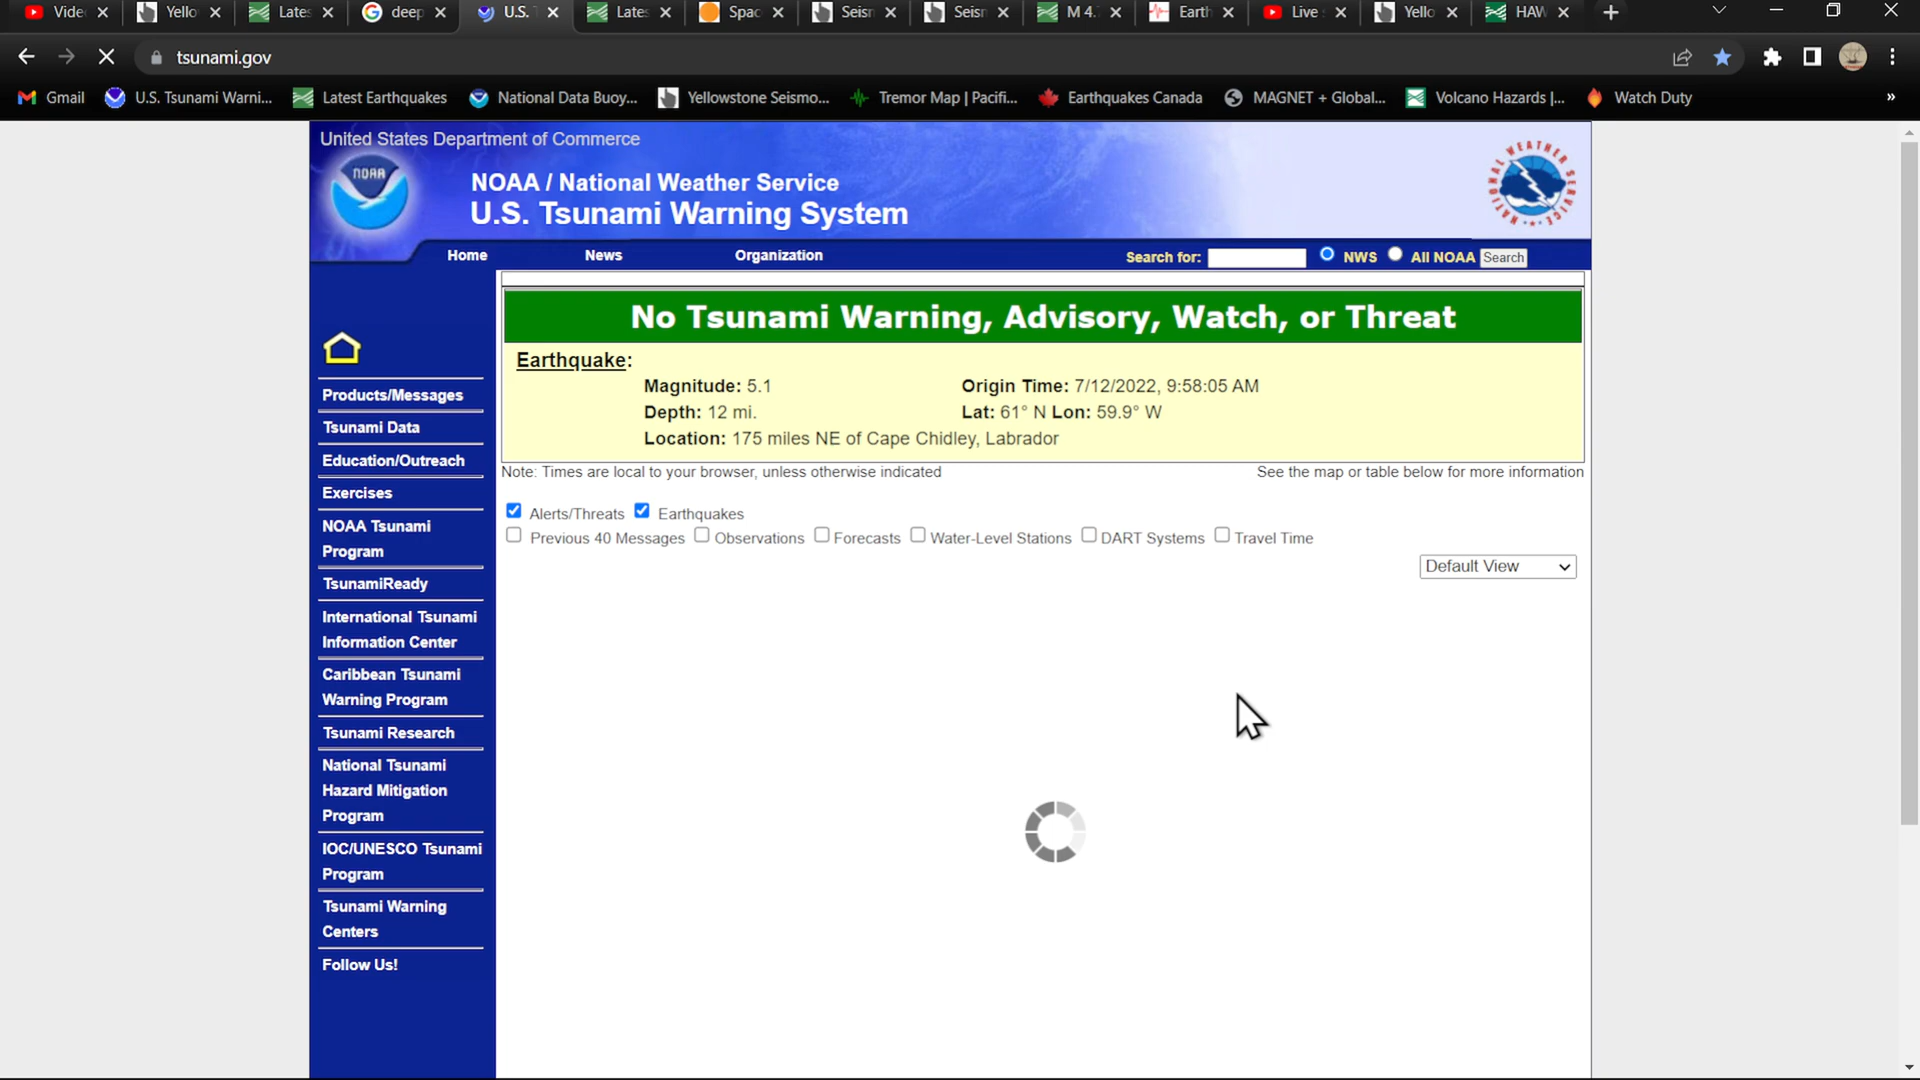 Vide
Yello
Lates
deep
U.S. T
Lates
Spac
Seisn
Seisn
M 4.
Earth
Live
Yello
HAW
tsunami.gov
Gmail
U.S. Tsunami Warni...
Latest Earthquakes
National Data Buoy...
Yellowstone Seismo...
Tremor Map | Pacifi...
Earthquakes Canada
MAGNET + Global...
Volcano Hazards |...
Watch Duty
»
United States Department of Commerce
NOAA
NOAA / National Weather Service
U.S. Tsunami Warning System
NATIONAL WEATHER SERVICE
Home News Organization Search for: NWS All NOAA Search
No Tsunami Warning, Advisory, Watch, or Threat
Earthquake:
Magnitude: 5.1 Origin Time: 7/12/2022, 9:58:05 AM
Depth: 12 mi. Lat: 61° N Lon: 59.9° W
Location: 175 miles NE of Cape Chidley, Labrador
Note: Times are local to your browser, unless otherwise indicated See the map or table below for more information
Alerts/Threats Earthquakes
Previous 40 Messages Observations Forecasts Water-Level Stations DART Systems Travel Time
Default View
Products/Messages
Tsunami Data
Education/Outreach
Exercises
NOAA Tsunami
Program
TsunamiReady
International Tsunami
Information Center
Caribbean Tsunami
Warning Program
Tsunami Research
National Tsunami
Hazard Mitigation
Program
IOC/UNESCO Tsunami
Program
Tsunami Warning
Centers
Follow Us!